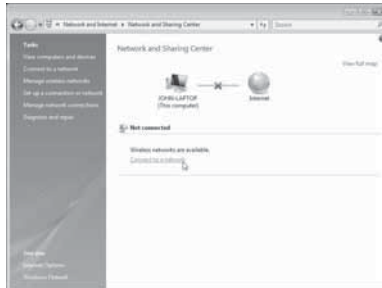 Network and Internet ▸ Network and Sharing Center
Search
Tasks
View computers and devices
Connect to a network
Manage wireless networks
Set up a connection or network
Manage network connections
Diagnose and repair
Network and Sharing Center
View full map
JOHN-LAPTOP
(This computer)
Internet
Not connected
Wireless networks are available.
Connect to a network
See also
Internet Options
Windows Firewall